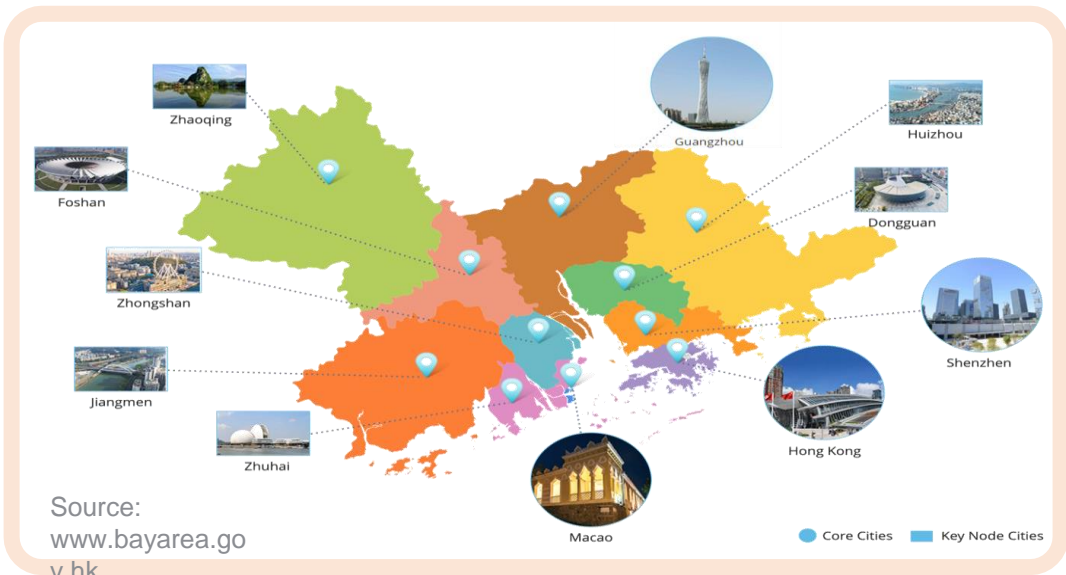 Zhaoqing
Guangzhou
Huizhou
Foshan
Dongguan
Zhongshan
Shenzhen
Jiangmen
Hong Kong
Zhuhai
Macao
Source:
www.bayarea.go
v.hk
Core Cities
Key Node Cities